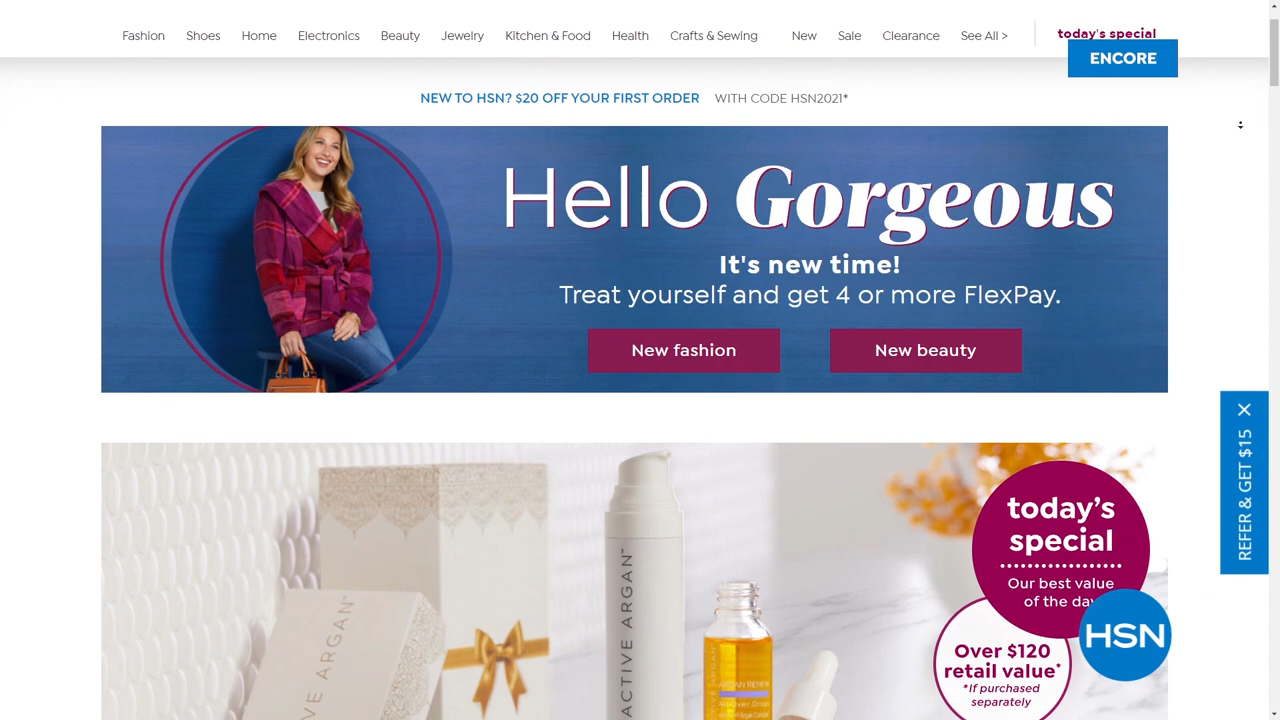 Fashion Shoes Home Electronics Beauty Jewelry Kitchen & Food Health Crafts & Sewing New Sale Clearance See All > today's special
ENCORE
NEW TO HSN? $20 OFF YOUR FIRST ORDER WITH CODE HSN2021*
Hello Gorgeous
It's new time!
Treat yourself and get 4 or more FlexPay.
New fashion New beauty
REFER & GET $15
today's
special
Our best value
of the day
HSN
Over $120
retail value*
*If purchased
separately
ACTIVE ARGAN™
ARGAN™